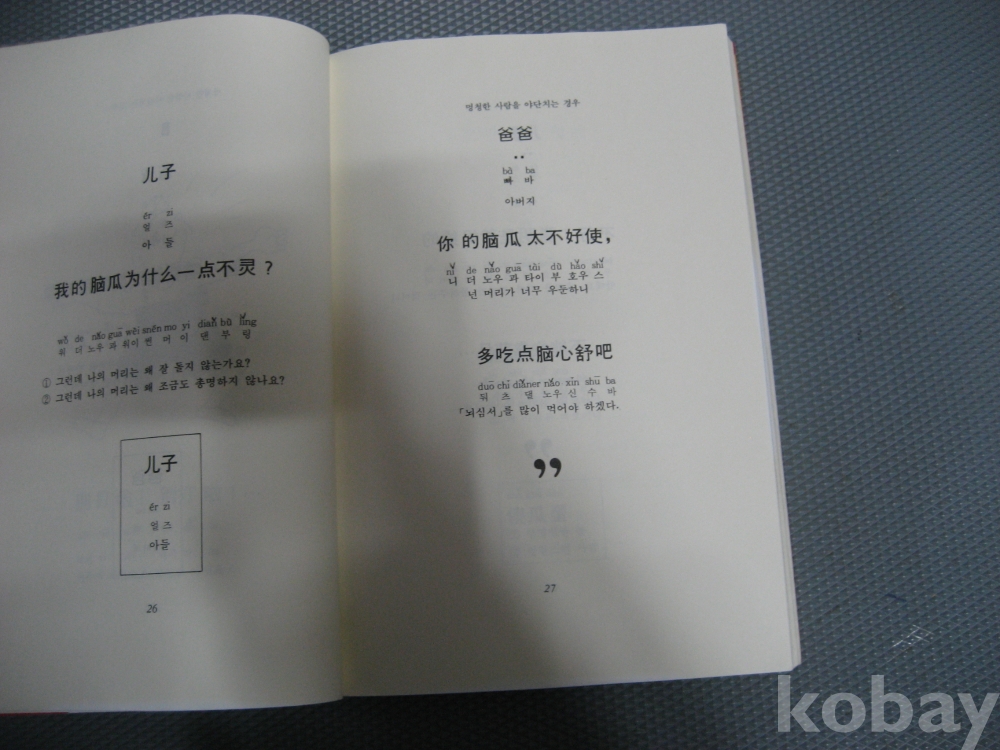 儿子
ér zi
얼 즈
아 들
我的脑瓜为什么一点不灵?
wǒ de nǎo guā wèi snén mo yì diǎn bū líng
워 더 노우 과 워이 썬 머 이 댄 부 링
① 그런데 나의 머리는 왜 잘 돌지 않는가요?
② 그런데 나의 머리는 왜 조금도 총명하지 않나요?
儿子
ér zi
얼 즈
아들
26
멍청한 사람을 야단치는 경우
爸爸
bà ba
빠 바
아버지
你的脑瓜太不好使,
nǐ de nǎo guā tài dū hǎo shǐ
니 더 노우 과 타이 부 호우 스
넌 머리가 너무 우둔하니
多吃点脑心舒吧
duō chī diǎner nǎo xīn shū ba
뒤 츠 댈 노우 신 수 바
「뇌심서」를 많이 먹어야 하겠다.
”
27
kobay